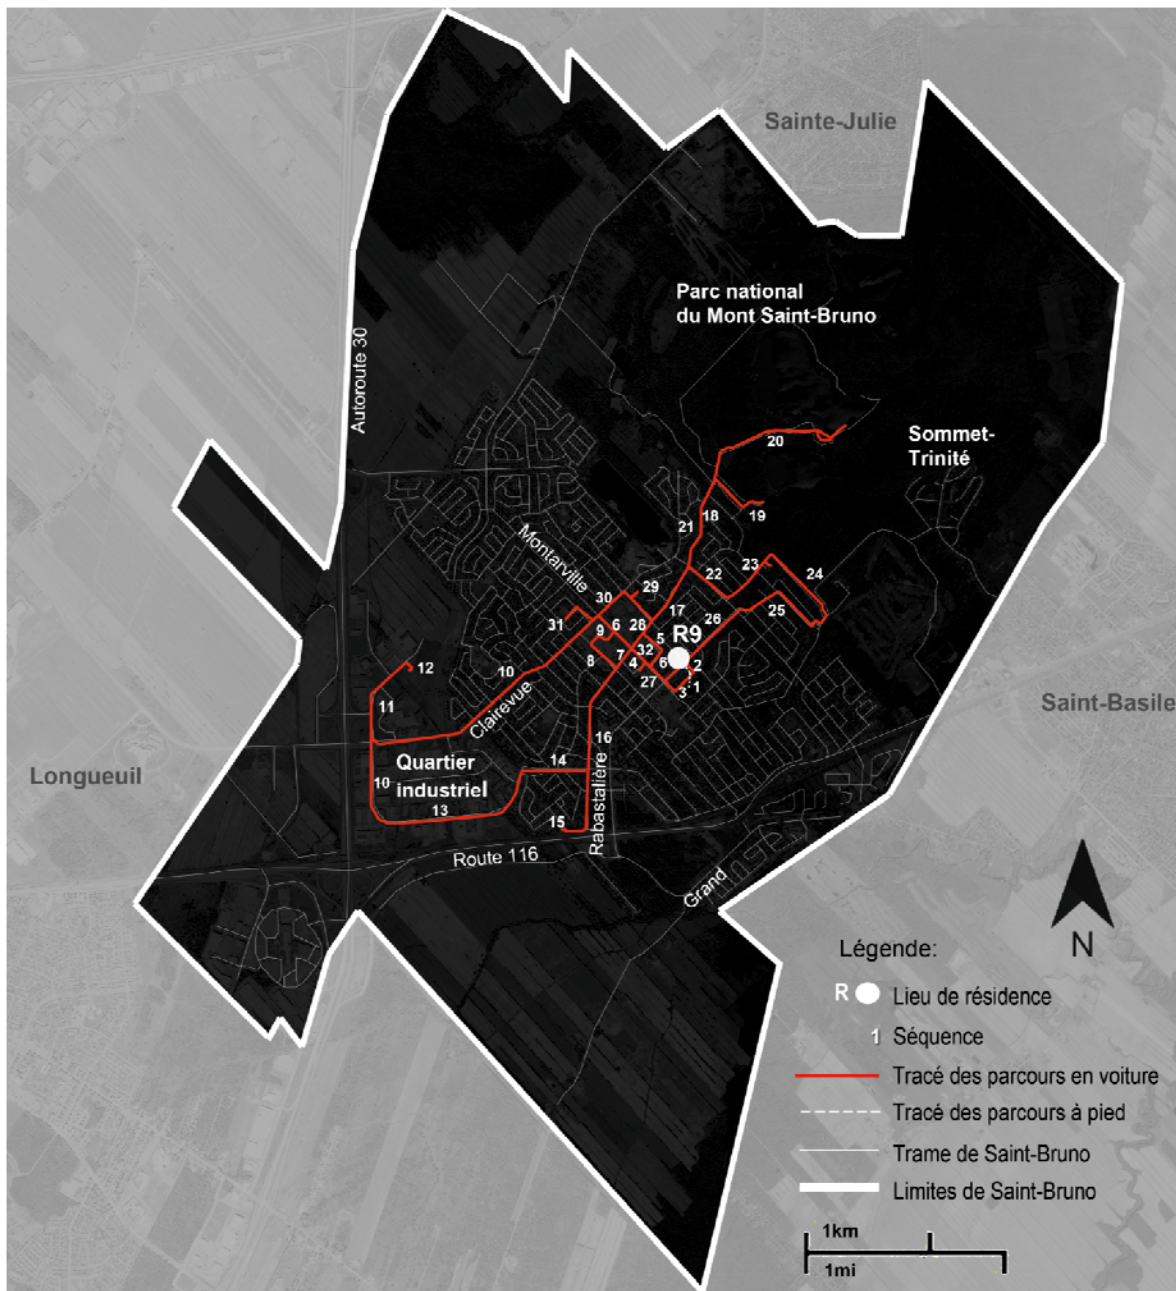 Sainte-Julie
Parc national
du Mont Saint-Bruno
Autoroute 30
Sommet-
Trinité
20
19
18
21
Montarville
22
23
24
29
30
17
25
26
31
28
9
6
5
R9
32
7
8
4
6
2
10
27
1
3
12
Clairevue
11
Saint-Basile
16
14
Longueuil
Quartier
industriel
10
13
Rabastalière
15
Route 116
Grand
N
Légende:
R Lieu de résidence
1 Séquence
Tracé des parcours en voiture
Tracé des parcours à pied
Trame de Saint-Bruno
Limites de Saint-Bruno
1km
1mi